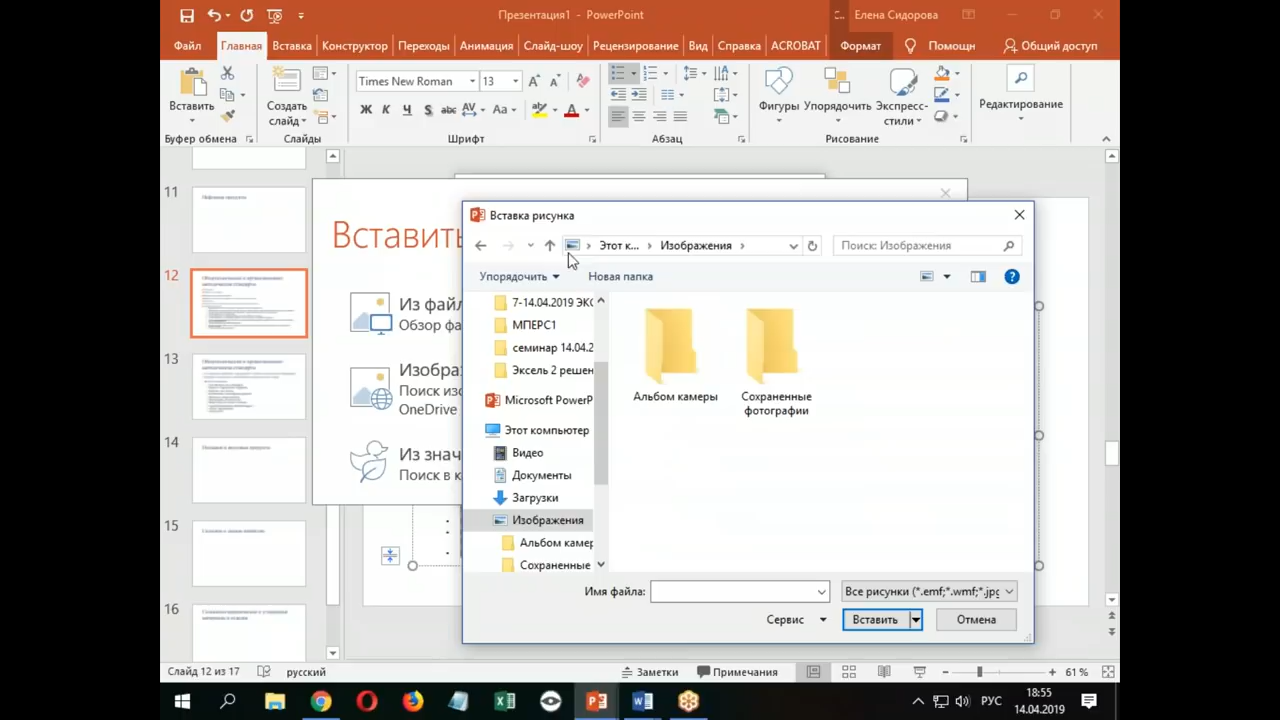 Презентация1 - PowerPoint
Елена Сидорова
Файл
Главная
Вставка
Конструктор
Переходы
Анимация
Слайд-шоу
Рецензирование
Вид
Справка
ACROBAT
Формат
Помощн
Общий доступ
Вставить
Создать
слайд
Times New Roman
13
Ж К Ч S abc AV Aa
А
Фигуры
Упорядочить
Экспресс-
стили
Редактирование
Буфер обмена
Слайды
Шрифт
Абзац
Рисование
11
12
13
14
15
16
Вставить
Из файл
Обзор фа
Изображ
Поиск изо
OneDrive
Из знач
Поиск в к
Вставка рисунка
Этот к... › Изображения ›
Поиск: Изображения
Упорядочить
Новая папка
7-14.04.2019 ЭКС
МПЕРС1
семинар 14.04.2
Эксель 2 решен
Microsoft PowerP
Этот компьютер
Видео
Документы
Загрузки
Изображения
Альбом камер
Сохраненные
Альбом камеры
Сохраненные
фотографии
Имя файла:
Все рисунки (*.emf;*.wmf;*.jpg
Сервис
Вставить
Отмена
Слайд 12 из 17
русский
Заметки
Примечания
61 %
РУС
18:55
14.04.2019